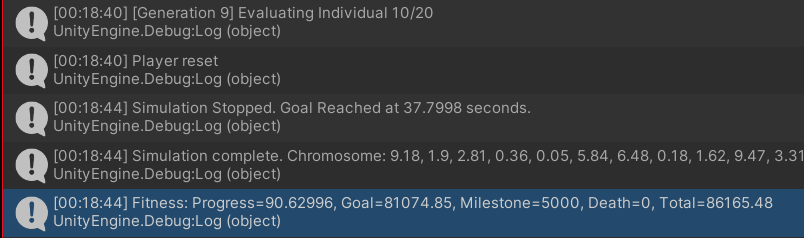 [00:18:40] [Generation 9] Evaluating Individual 10/20
UnityEngine.Debug:Log (object)
[00:18:40] Player reset
UnityEngine.Debug:Log (object)
[00:18:44] Simulation Stopped. Goal Reached at 37.7998 seconds.
UnityEngine.Debug:Log (object)
[00:18:44] Simulation complete. Chromosome: 9.18, 1.9, 2.81, 0.36, 0.05, 5.84, 6.48, 0.18, 1.62, 9.47, 3.31
UnityEngine.Debug:Log (object)
[00:18:44] Fitness: Progress=90.62996, Goal=81074.85, Milestone=5000, Death=0, Total=86165.48
UnityEngine.Debug:Log (object)